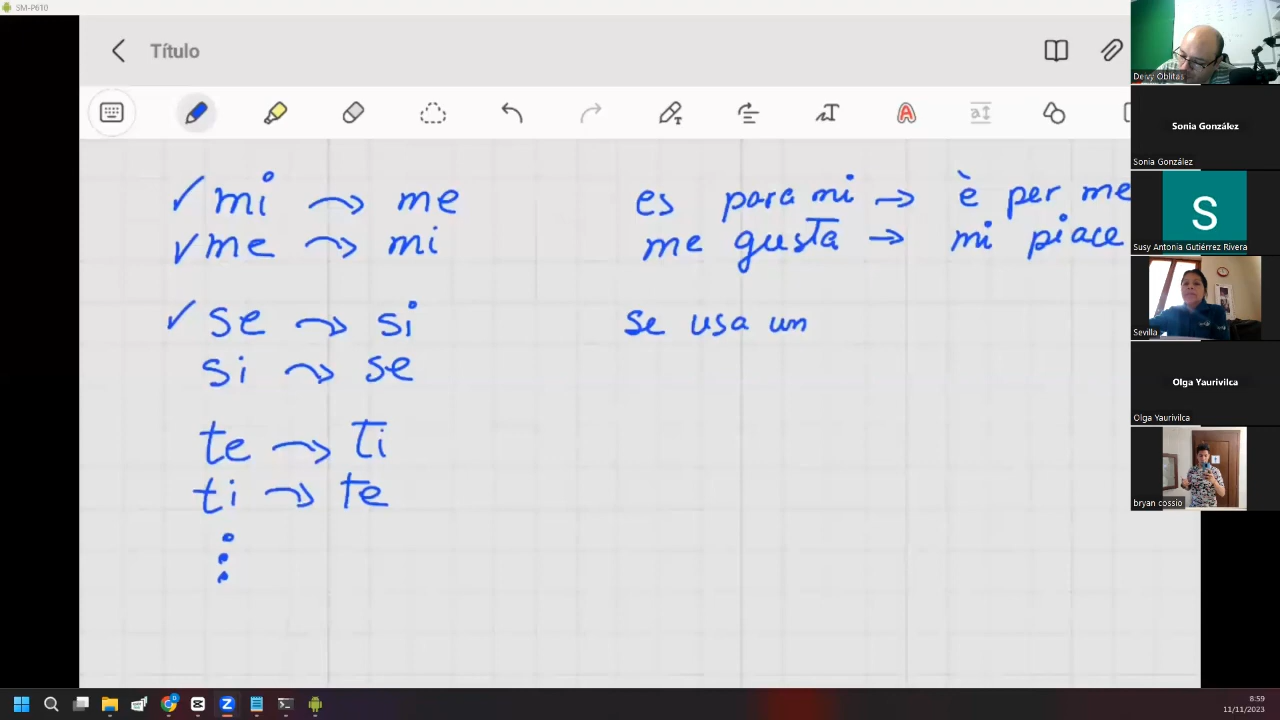 SM-P610
Título
✓ mi → me
es para mi → è per me
✓ me → mi
me gusta → mi piace
✓ se → si
se usa un
si → se
te → ti
ti → te
Deivy Oblitas
Sonia González
Sonia González
S
Susy Antonia Gutiérrez Rivera
Sevilla
Olga Yaurivilca
Olga Yaurivilca
bryan cossio
8:59
11/11/2023